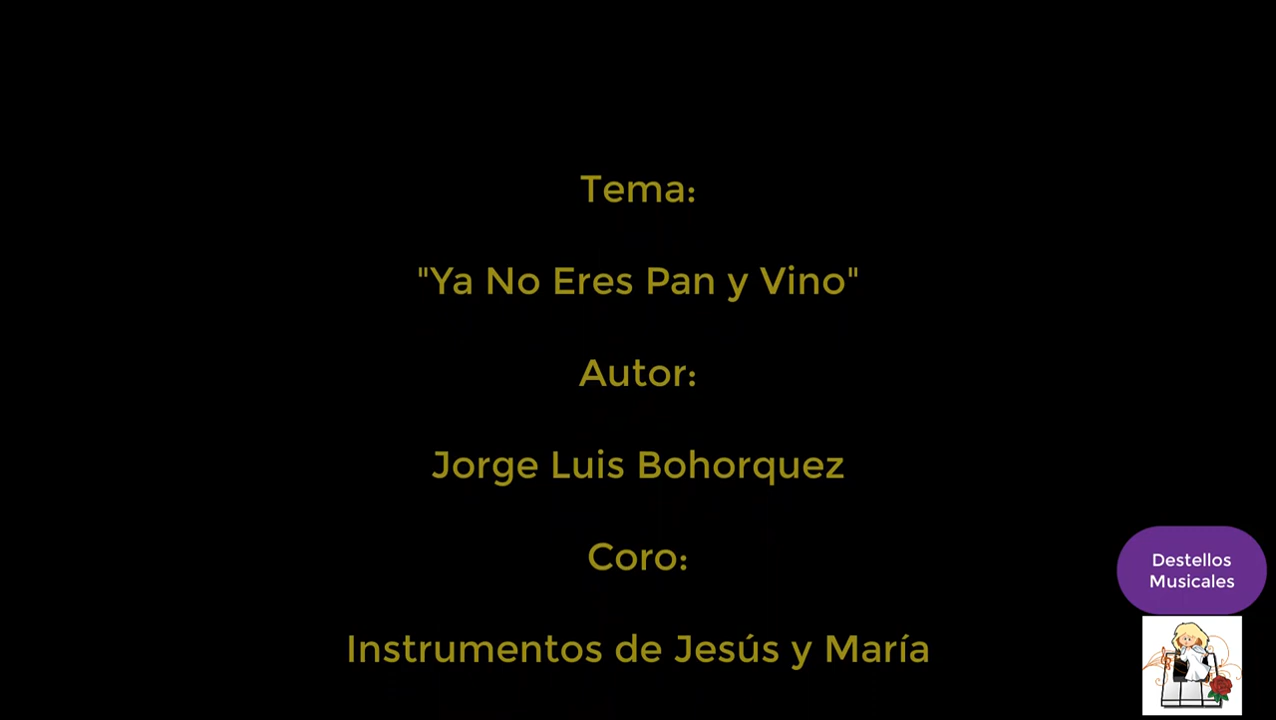 Tema:
"Ya No Eres Pan y Vino"
Autor:
Jorge Luis Bohorquez
Coro:
Instrumentos de Jesús y María
Destellos
Musicales